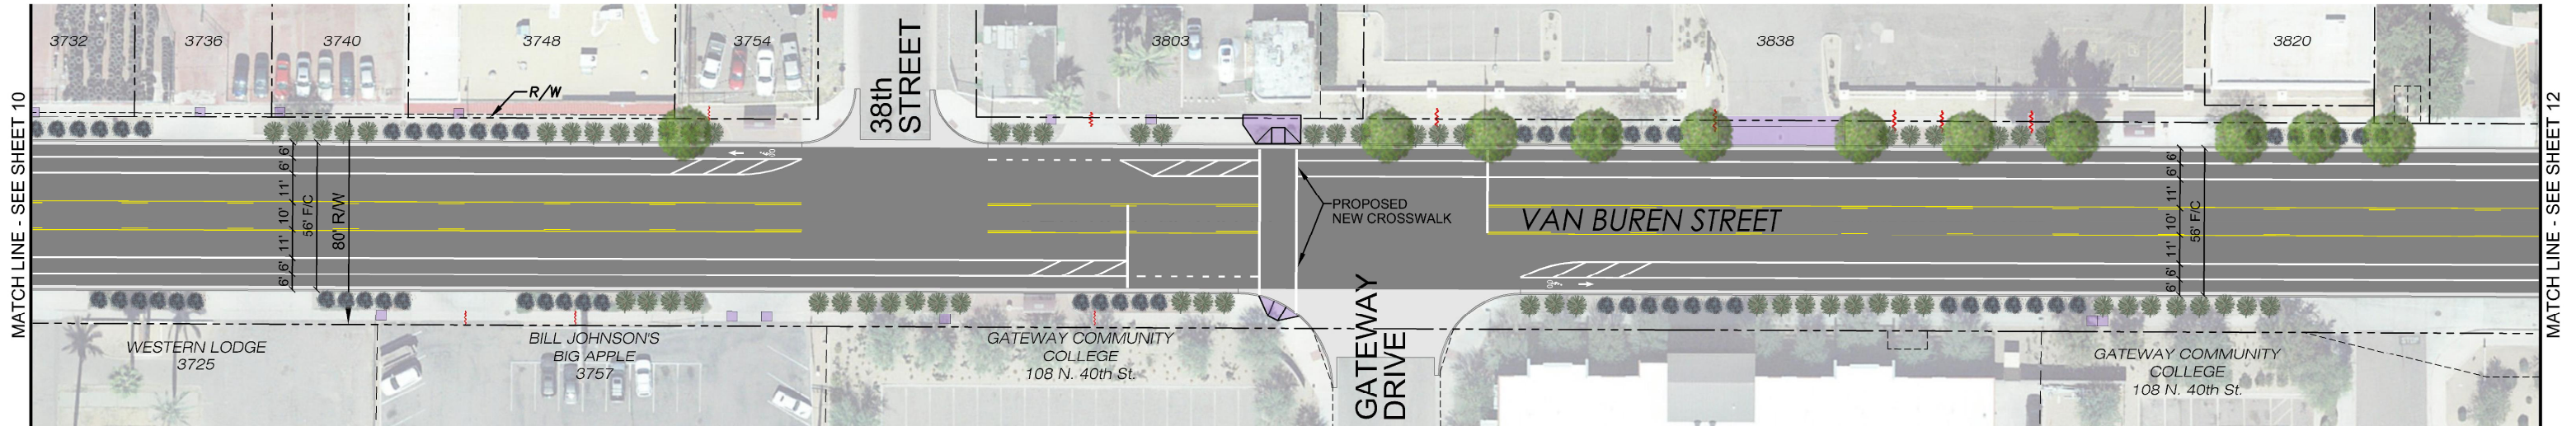 MATCH LINE - SEE SHEET 10
3732
3736
3740
3748
3754
38th
STREET
3803
3838
3820
MATCH LINE - SEE SHEET 12
R/W
6'
6'
11'
10'
11'
6'
6'
56' F/C
80' R/W
PROPOSED
NEW CROSSWALK
VAN BUREN STREET
6'
6'
11'
10'
11'
6'
6'
56' F/C
WESTERN LODGE
3725
BILL JOHNSON'S
BIG APPLE
3757
GATEWAY COMMUNITY
COLLEGE
108 N. 40th St.
GATEWAY
DRIVE
GATEWAY COMMUNITY
COLLEGE
108 N. 40th St.